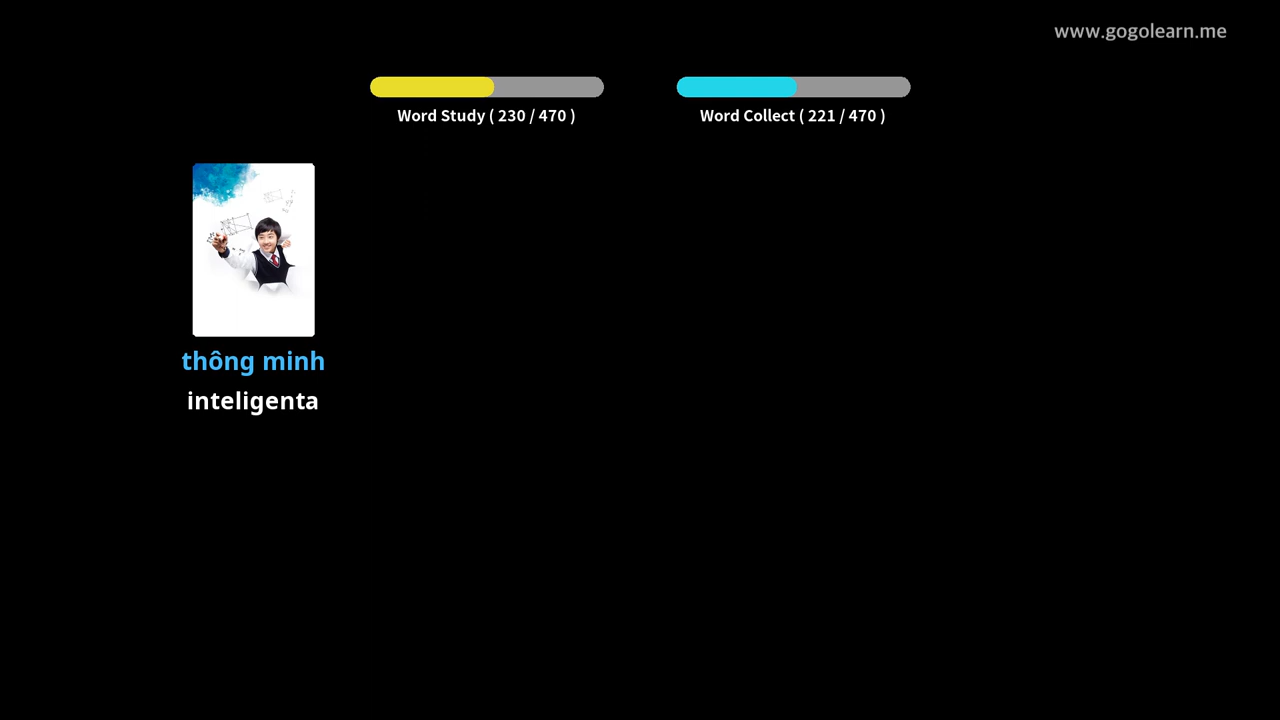 www.gogolearn.me
Word Study ( 230 / 470 )
Word Collect ( 221 / 470 )
thông minh
inteligenta